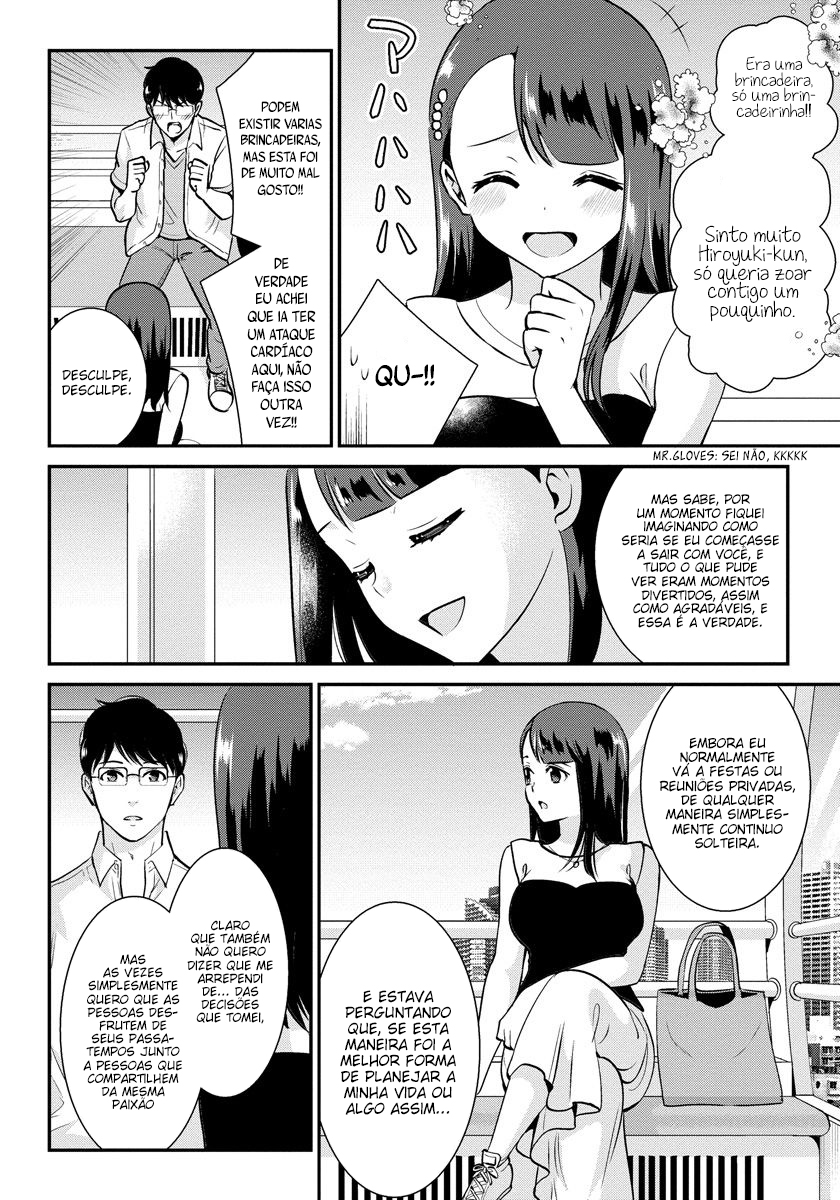 Era uma
brincadeira,
só uma brin-
cadeirinha!!
Sinto muito
Hiroyuki-kun,
só queria zoar
contigo um
pouquinho.
アハハハハ
QU-!!
PODEM
EXISTIR VARIAS
BRINCADEIRAS,
MAS ESTA FOI
DE MUITO MAL
GOSTO!!
DE
VERDADE
EU ACHEI
QUE IA TER
UM ATAQUE
CARDÍACO
AQUI, NÃO
FAÇA ISSO
OUTRA
VEZ!!
DESCULPE,
DESCULPE.
MR.GLOVES: SEI NÃO, KKKKK
MAS SABE, POR
UM MOMENTO FIQUEI
IMAGINANDO COMO
SERIA SE EU COMEÇASSE
A SAIR COM VOCÊ, E
TUDO O QUE PUDE
VER ERAM MOMENTOS
DIVERTIDOS, ASSIM
COMO AGRADÁVEIS, E
ESSA É A VERDADE.
EMBORA EU
NORMALMENTE
VÁ A FESTAS OU
REUNIÕES PRIVADAS,
DE QUALQUER
MANEIRA SIMPLES-
MENTE CONTINUO
SOLTEIRA.
E ESTAVA
PERGUNTANDO
QUE, SE ESTA
MANEIRA FOI A
MELHOR FORMA
DE PLANEJAR A
MINHA VIDA OU
ALGO ASSIM...
CLARO
QUE TAMBÉM
NÃO QUERO
DIZER QUE ME
ARREPENDI
DE... DAS
DECISÕES
QUE TOMEI,
MAS
AS VEZES
SIMPLESMENTE
QUERO QUE AS
PESSOAS DES-
FRUTEM DE
SEUS PASSA-
TEMPOS JUNTO
A PESSOAS QUE
COMPARTILHEM
DA MESMA
PAIXÃO